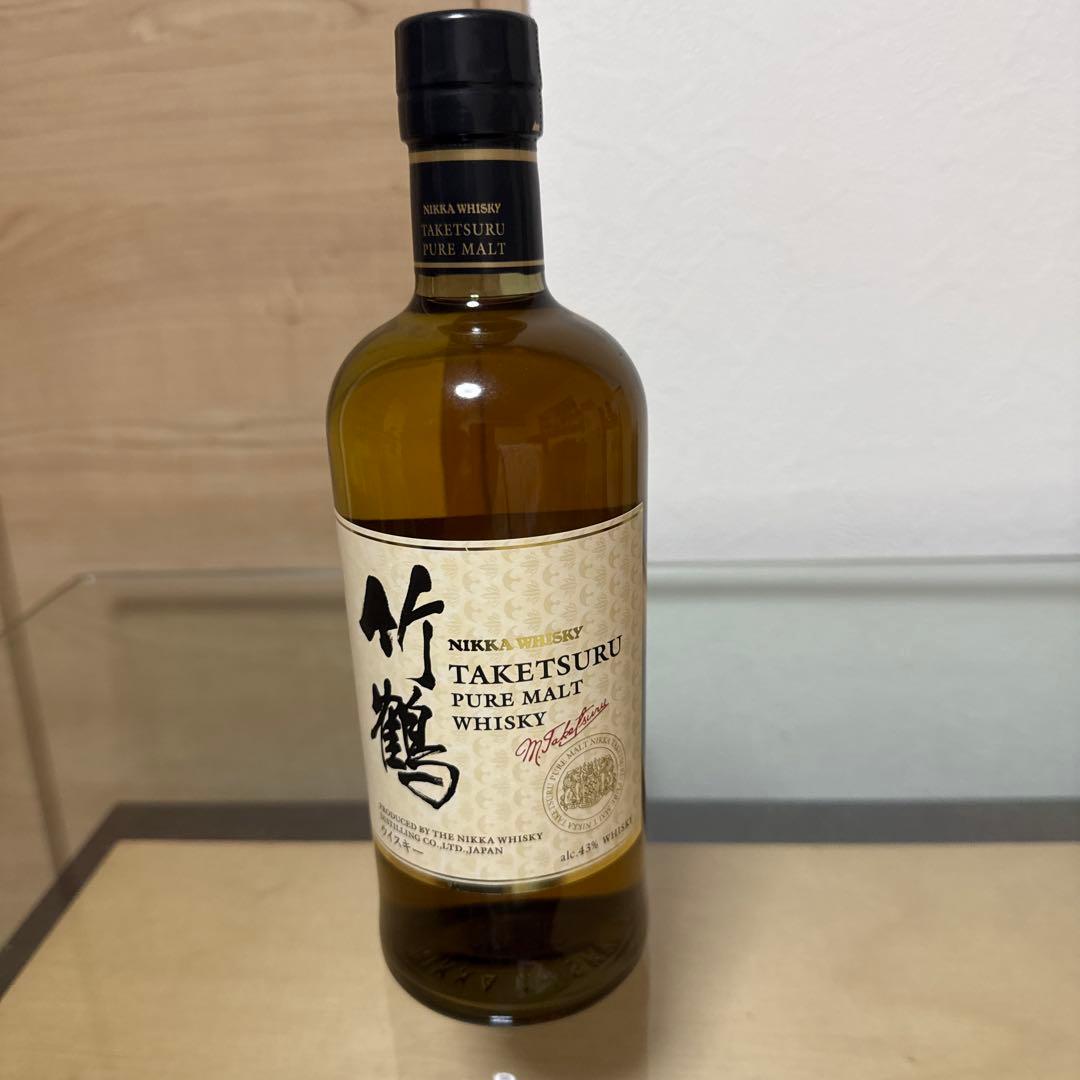 NIKKA WHISKY
TAKETSURU
PURE MALT
竹鶴
NIKKA WHISKY
TAKETSURU
PURE MALT
WHISKY
M.Taketsuru
PRODUCED BY THE NIKKA WHISKY
DISTILLING CO.,LTD.,JAPAN
ウイスキー
alc.43% WHISKY